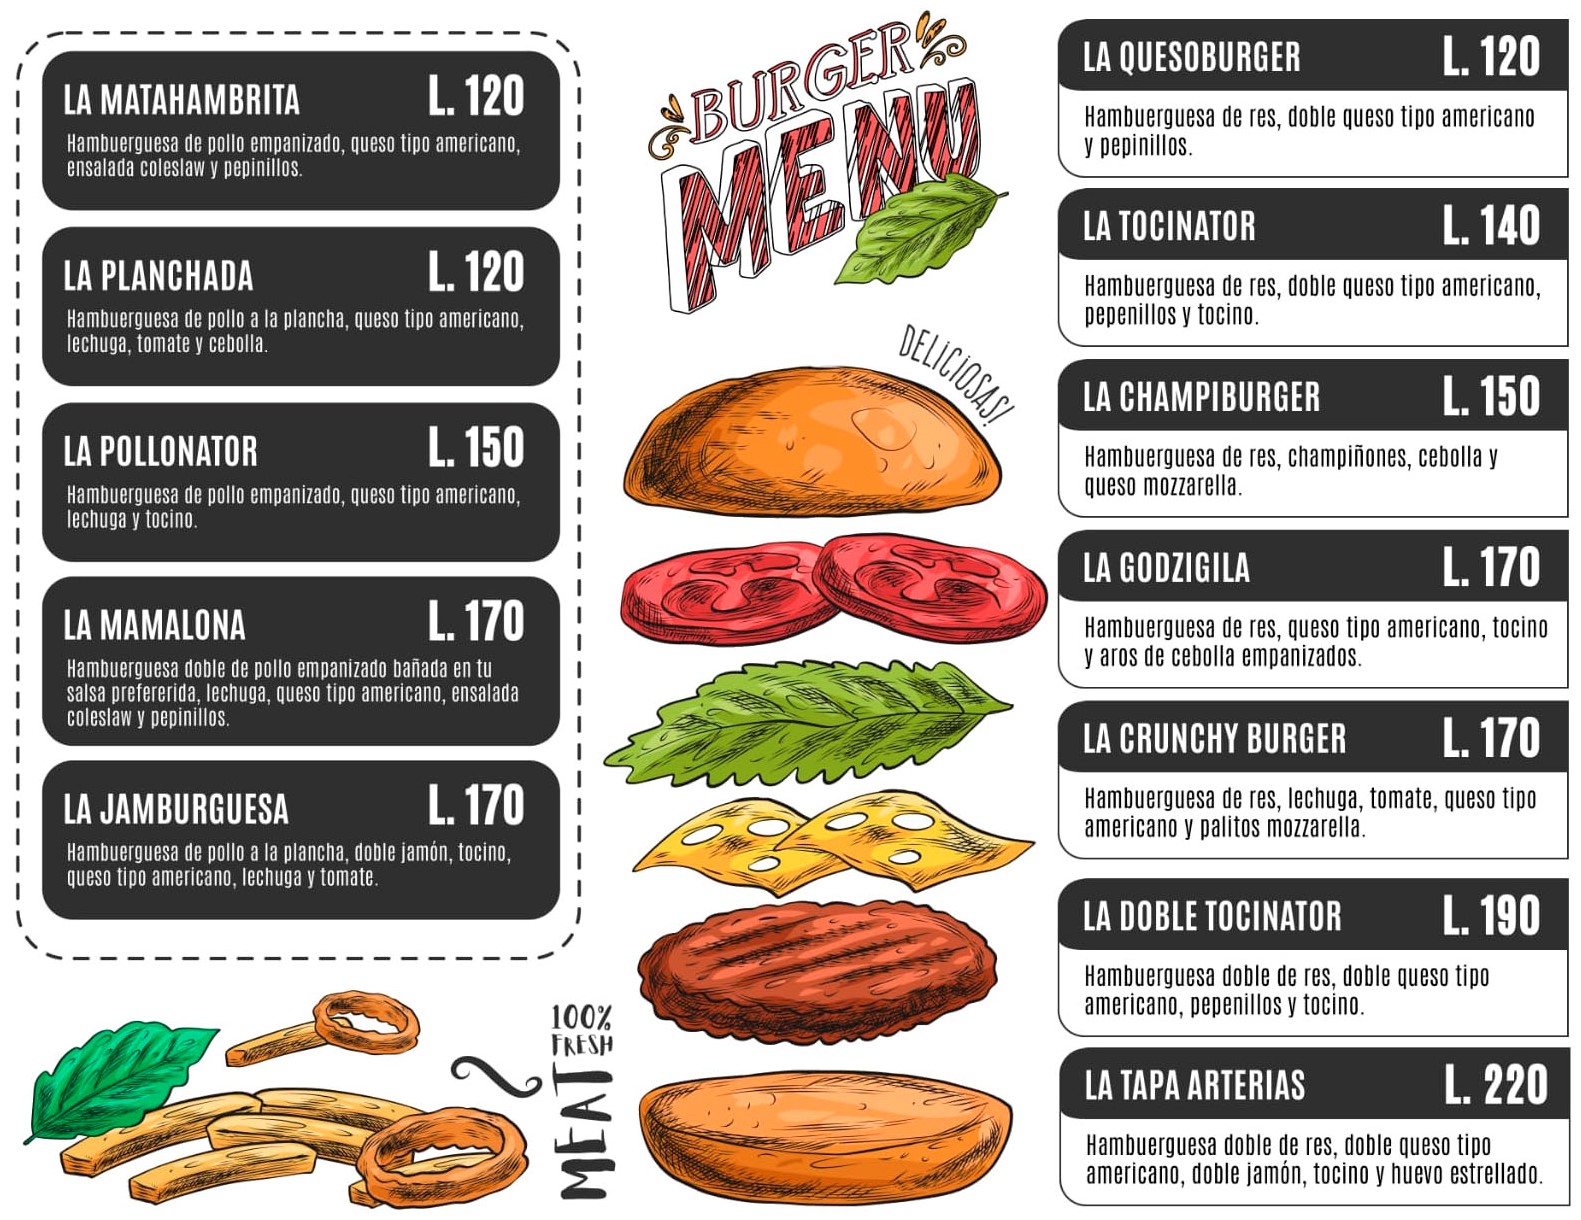 LA MATAHAMBRITA L. 120
Hambuerguesa de pollo empanizado, queso tipo americano,
ensalada coleslaw y pepinillos.
LA PLANCHADA L. 120
Hambuerguesa de pollo a la plancha, queso tipo americano,
lechuga, tomate y cebolla.
LA POLLONATOR L. 150
Hambuerguesa de pollo empanizado, queso tipo americano,
lechuga y tocino.
LA MAMALONA L. 170
Hambuerguesa doble de pollo empanizado bañada en tu
salsa prefererida, lechuga, queso tipo americano, ensalada
coleslaw y pepinillos.
LA JAMBURGUESA L. 170
Hambuerguesa de pollo a la plancha, doble jamón, tocino,
queso tipo americano, lechuga y tomate.
BURGER
MENU
DELICIOSAS!
100%
FRESH
MEAT
LA QUESOBURGER L. 120
Hambuerguesa de res, doble queso tipo americano
y pepinillos.
LA TOCINATOR L. 140
Hambuerguesa de res, doble queso tipo americano,
pepenillos y tocino.
LA CHAMPIBURGER L. 150
Hambuerguesa de res, champiñones, cebolla y
queso mozzarella.
LA GODZIGILA L. 170
Hambuerguesa de res, queso tipo americano, tocino
y aros de cebolla empanizados.
LA CRUNCHY BURGER L. 170
Hambuerguesa de res, lechuga, tomate, queso tipo
americano y palitos mozzarella.
LA DOBLE TOCINATOR L. 190
Hambuerguesa doble de res, doble queso tipo
americano, pepenillos y tocino.
LA TAPA ARTERIAS L. 220
Hambuerguesa doble de res, doble queso tipo
americano, doble jamón, tocino y huevo estrellado.